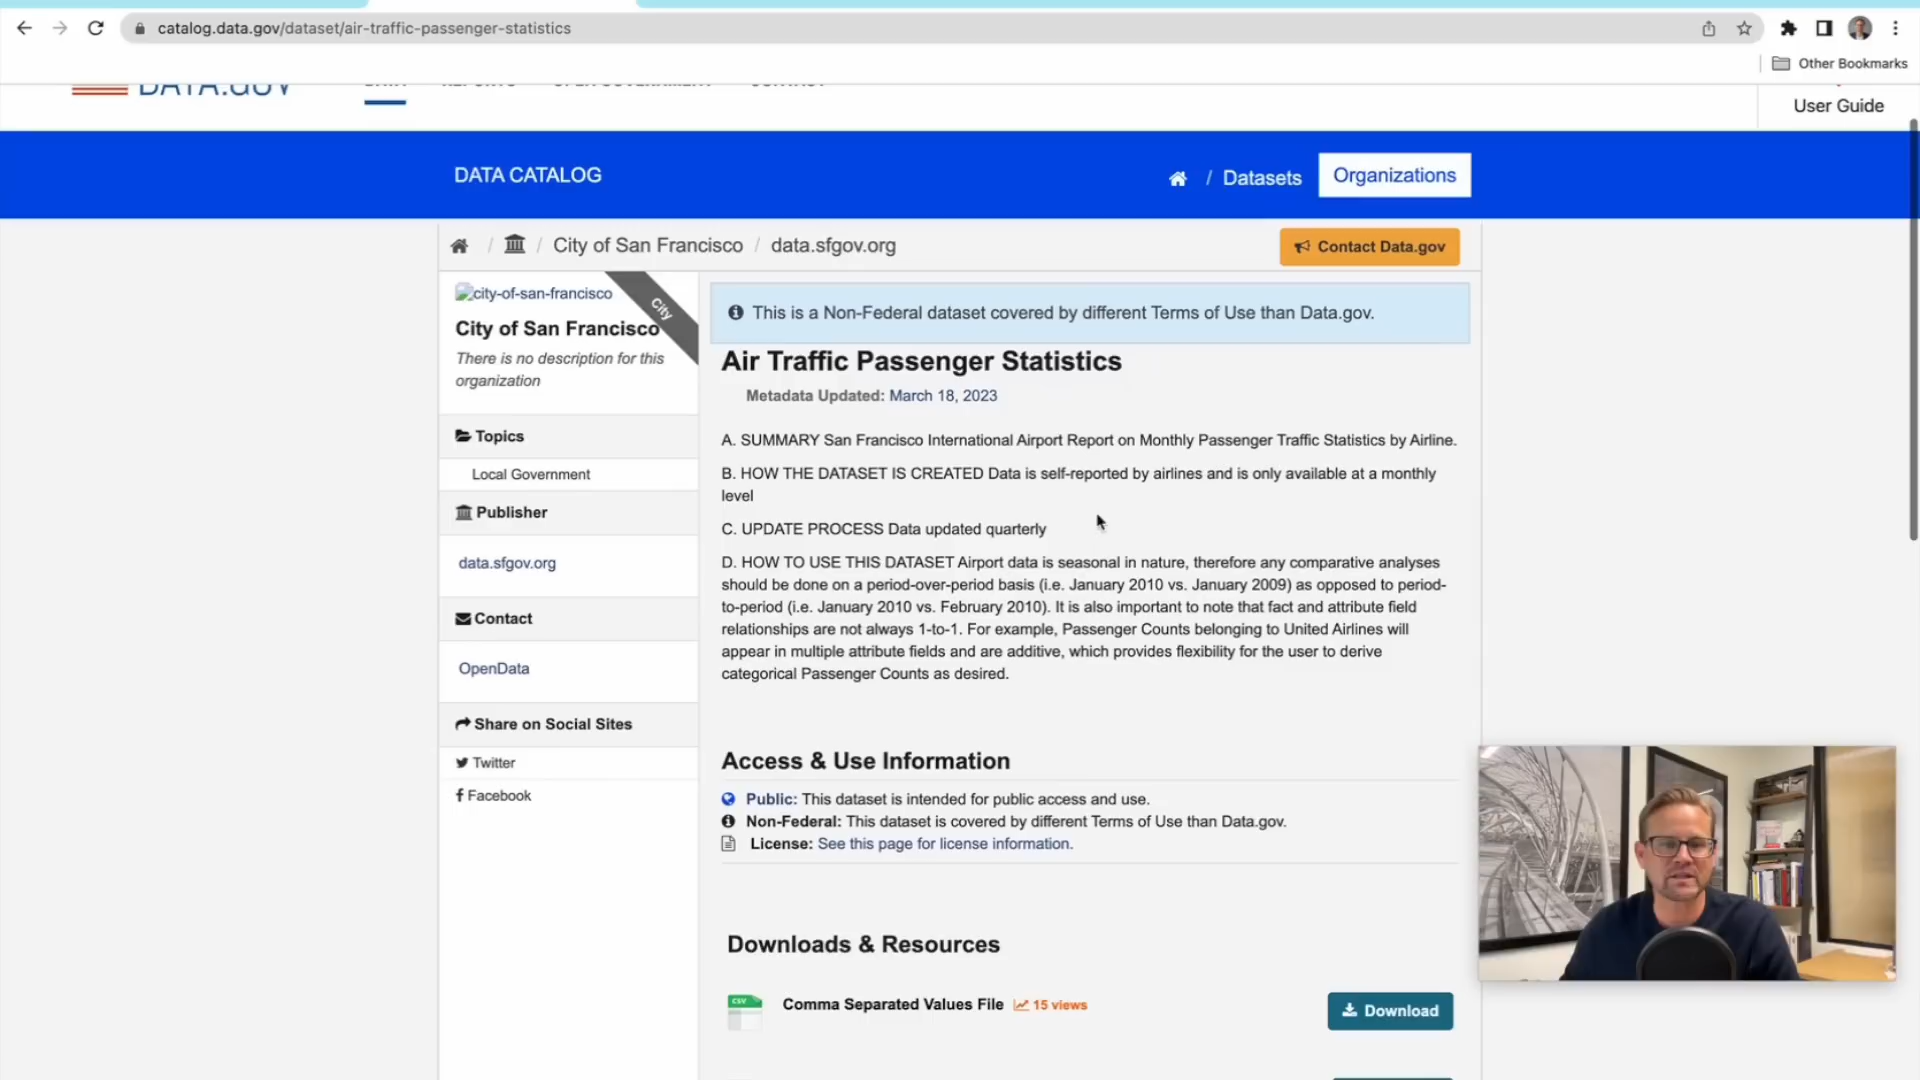 catalog.data.gov/dataset/air-traffic-passenger-statistics
Other Bookmarks
DATA.GOV
DATA REPORTS OPEN GOVERNMENT CONTACT
User Guide
DATA CATALOG
/ Datasets
Organizations
/ / City of San Francisco / data.sfgov.org
Contact Data.gov
city-of-san-francisco
City
City of San Francisco
There is no description for this
organization
Topics
Local Government
Publisher
data.sfgov.org
Contact
OpenData
Share on Social Sites
Twitter
Facebook
This is a Non-Federal dataset covered by different Terms of Use than Data.gov.
Air Traffic Passenger Statistics
Metadata Updated: March 18, 2023
A. SUMMARY San Francisco International Airport Report on Monthly Passenger Traffic Statistics by Airline.
B. HOW THE DATASET IS CREATED Data is self-reported by airlines and is only available at a monthly
level
C. UPDATE PROCESS Data updated quarterly
D. HOW TO USE THIS DATASET Airport data is seasonal in nature, therefore any comparative analyses
should be done on a period-over-period basis (i.e. January 2010 vs. January 2009) as opposed to period-
to-period (i.e. January 2010 vs. February 2010). It is also important to note that fact and attribute field
relationships are not always 1-to-1. For example, Passenger Counts belonging to United Airlines will
appear in multiple attribute fields and are additive, which provides flexibility for the user to derive
categorical Passenger Counts as desired.
Access & Use Information
Public: This dataset is intended for public access and use.
Non-Federal: This dataset is covered by different Terms of Use than Data.gov.
License: See this page for license information.
Downloads & Resources
CSV
Comma Separated Values File 15 views
Download